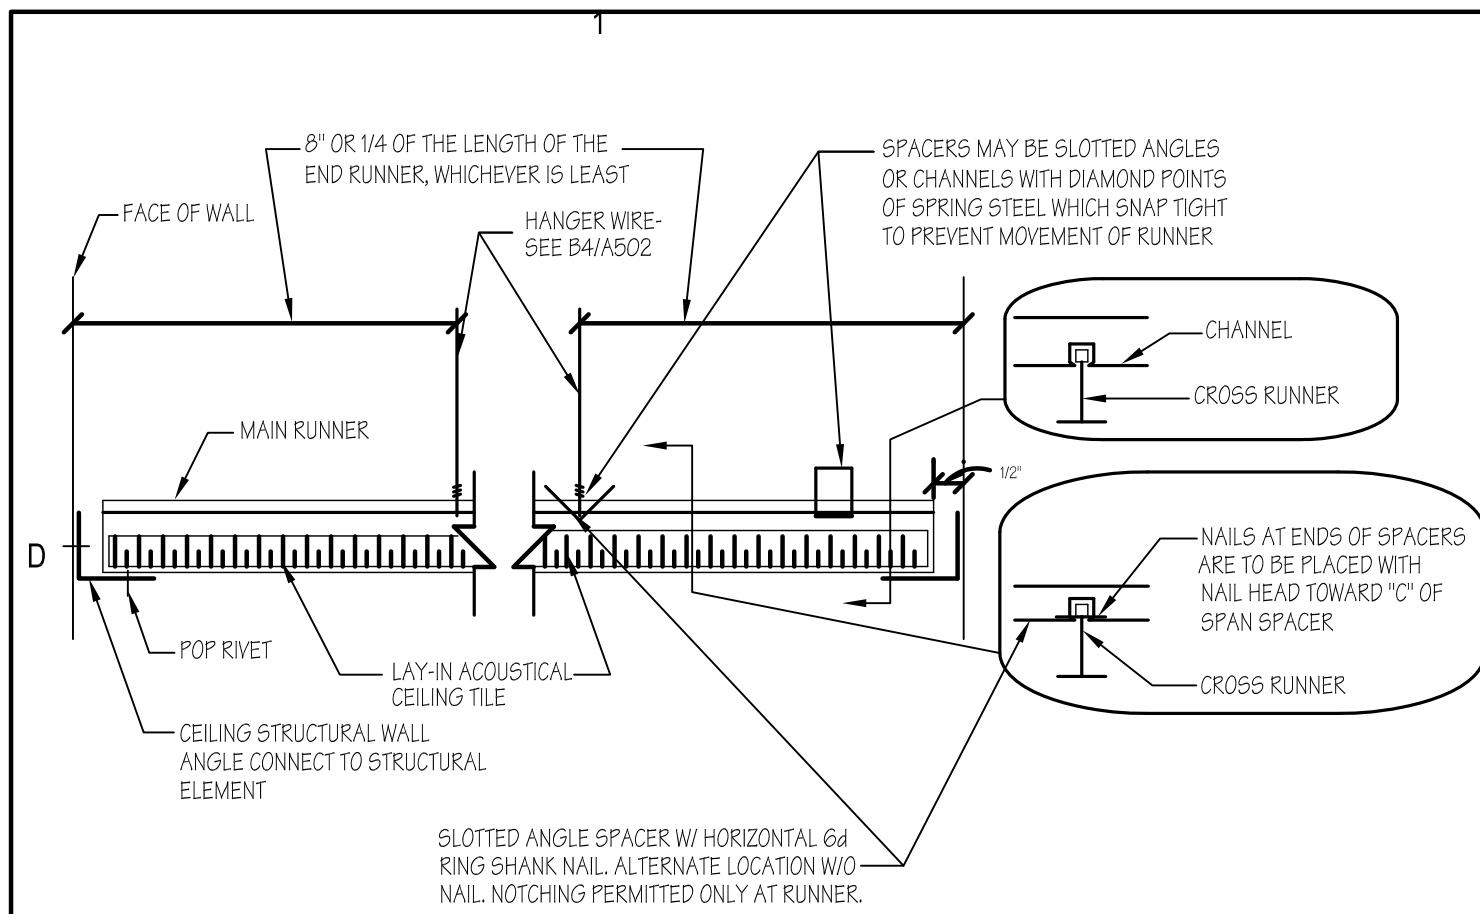 1
8" OR 1/4 OF THE LENGTH OF THE
END RUNNER, WHICHEVER IS LEAST
SPACERS MAY BE SLOTTED ANGLES
OR CHANNELS WITH DIAMOND POINTS
OF SPRING STEEL WHICH SNAP TIGHT
TO PREVENT MOVEMENT OF RUNNER
FACE OF WALL
HANGER WIRE-
SEE B4/A502
CHANNEL
CROSS RUNNER
MAIN RUNNER
1/2"
D
NAILS AT ENDS OF SPACERS
ARE TO BE PLACED WITH
NAIL HEAD TOWARD "C" OF
SPAN SPACER
POP RIVET
LAY-IN ACOUSTICAL
CEILING TILE
CROSS RUNNER
CEILING STRUCTURAL WALL
ANGLE CONNECT TO STRUCTURAL
ELEMENT
SLOTTED ANGLE SPACER W/ HORIZONTAL 6d
RING SHANK NAIL. ALTERNATE LOCATION W/O
NAIL. NOTCHING PERMITTED ONLY AT RUNNER.